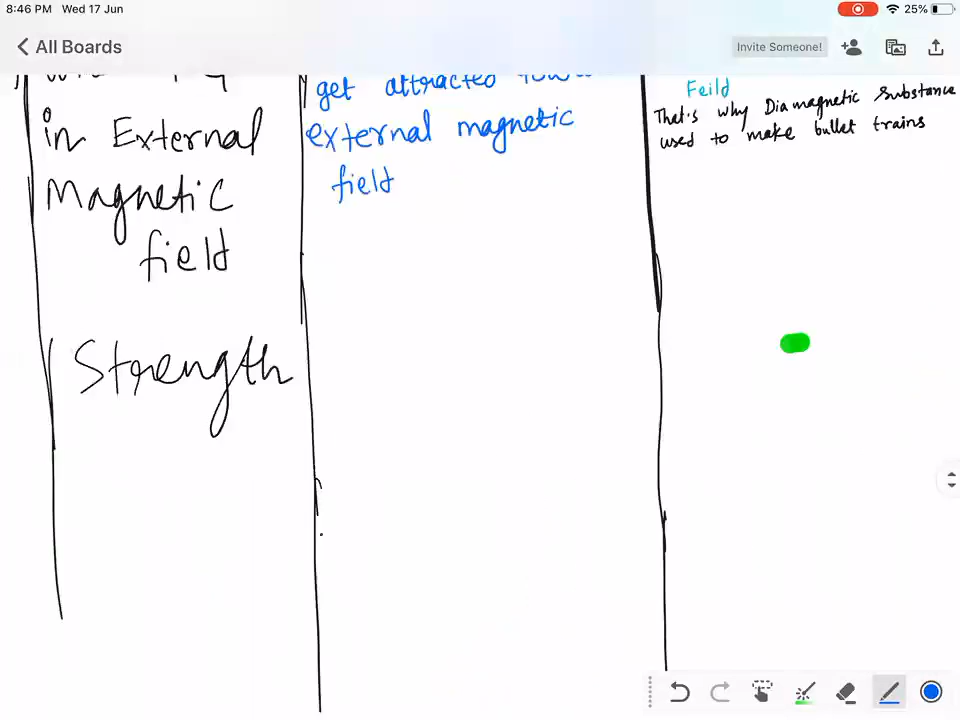 8:46 PM Wed 17 Jun
25%
All Boards
Invite Someone!
in External
Magnetic
field
Strength
get attracted
external magnetic
field
Feild
That's why Diamagnetic substance
used to make bullet trains